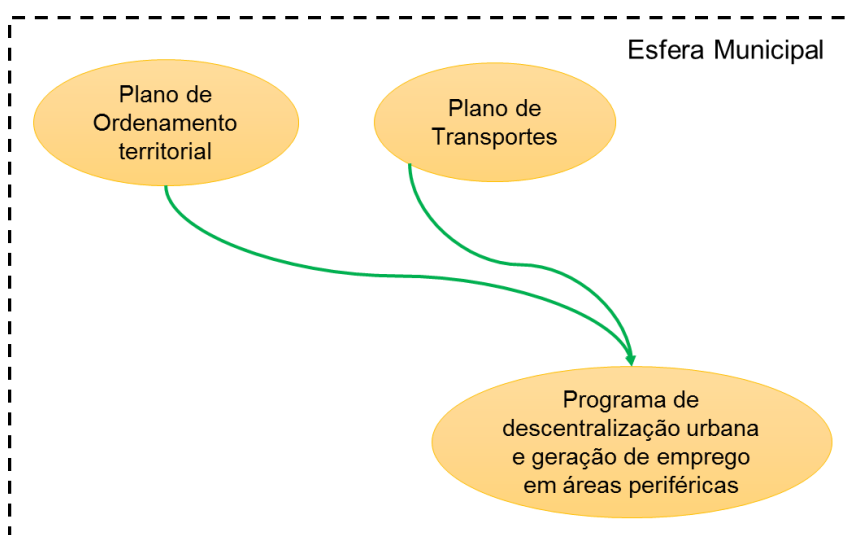 Esfera Municipal
Plano de
Ordenamento
territorial
Plano de
Transportes
Programa de
descentralização urbana
e geração de emprego
em áreas periféricas